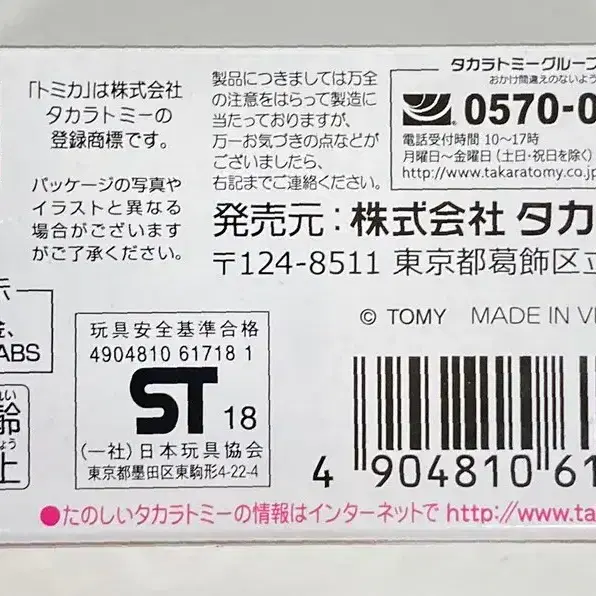 「トミカ」は株式会社
タカラトミーの
登録商標です。
パッケージの写真や
イラストと異なる
場合がございます
がご了承ください。
製品につきましては万全
の注意をはらって製造に
当たっておりますが、
万一お気づきの点などが
ございましたら、
右記までご連絡ください。
タカラトミーグループ
おかけ間違えのないよう
0570-0
電話受付時間 10〜17時
月曜日〜金曜日(土日・祝日を除く)
http://www.takaratomy.co.jp
発売元:株式会社 タカ
〒124-8511 東京都葛飾区立
© TOMY MADE IN VI
示
ABS
齢
上
玩具安全基準合格
4904810 61718 1
ST 18
(一社)日本玩具協会
東京都墨田区東駒形4-22-4
4 904810 61
●たのしいタカラトミーの情報はインターネットで http://www.ta